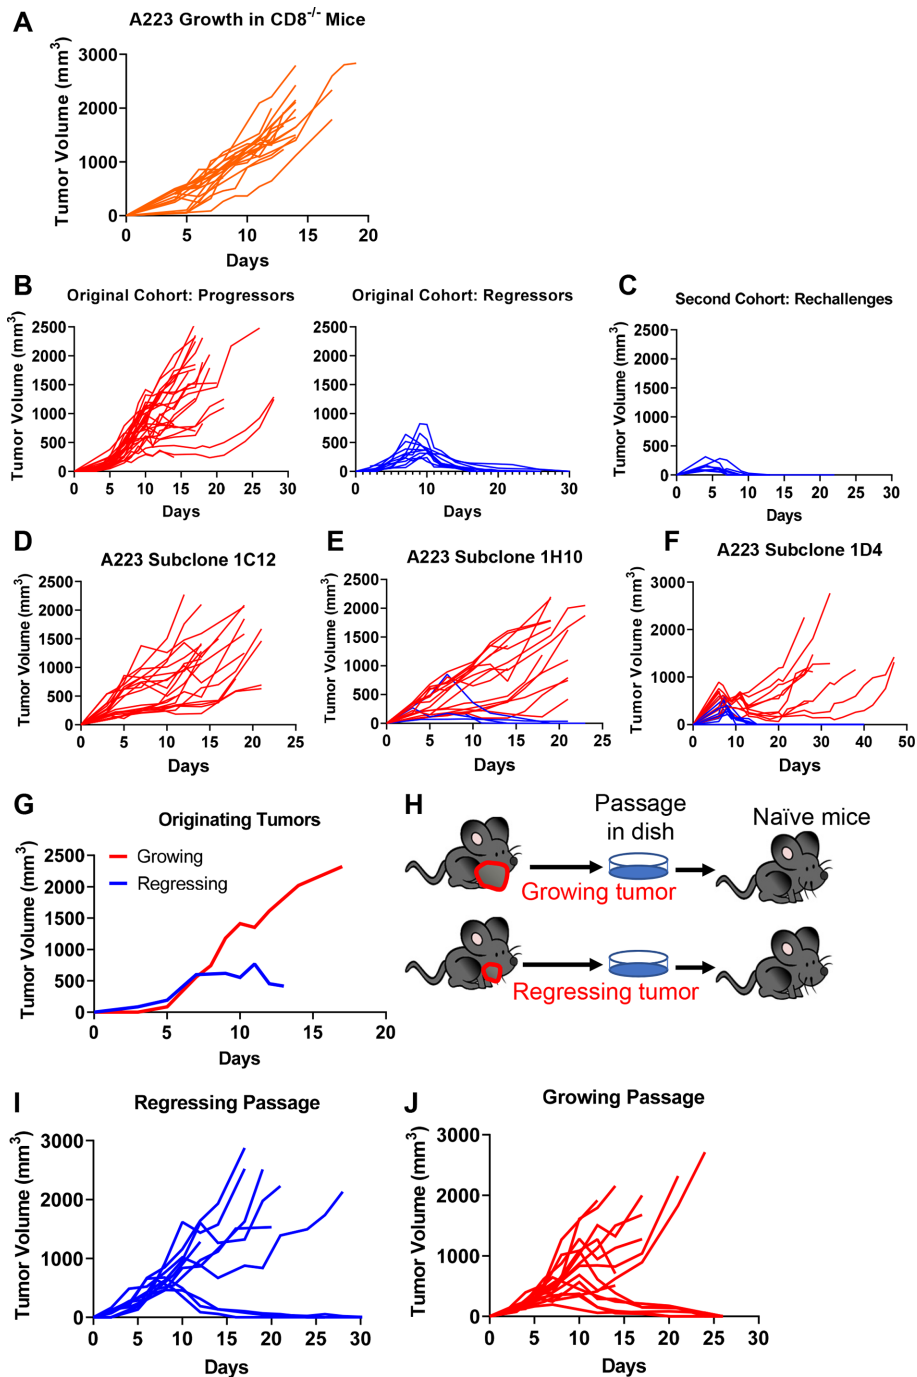 A
A223 Growth in CD8-/- Mice
Tumor Volume (mm3)
3000
2000
1000
0
0 5 10 15 20
Days
B
Original Cohort: Progressors
Tumor Volume (mm3)
2500
2000
1500
1000
500
0
0 5 10 15 20 25 30
Days
Original Cohort: Regressors
2500
2000
1500
1000
500
0
0 10 20 30
Days
C
Second Cohort: Rechallenges
Tumor Volume (mm3)
2500
2000
1500
1000
500
0
0 5 10 15 20 25 30
Days
D
A223 Subclone 1C12
Tumor Volume (mm3)
2500
2000
1500
1000
500
0
0 5 10 15 20 25
Days
E
A223 Subclone 1H10
Tumor Volume (mm3)
2500
2000
1500
1000
500
0
0 5 10 15 20 25
Days
F
A223 Subclone 1D4
Tumor Volume (mm3)
3000
2000
1000
0
0 10 20 30 40 50
Days
G
Originating Tumors
Growing
Regressing
Tumor Volume (mm3)
2500
2000
1500
1000
500
0
0 5 10 15 20
Days
H
Passage
in dish
Naïve mice
Growing tumor
Regressing tumor
I
Regressing Passage
Tumor Volume (mm3)
3000
2000
1000
0
0 5 10 15 20 25 30
Days
J
Growing Passage
Tumor Volume (mm3)
3000
2000
1000
0
0 5 10 15 20 25 30
Days